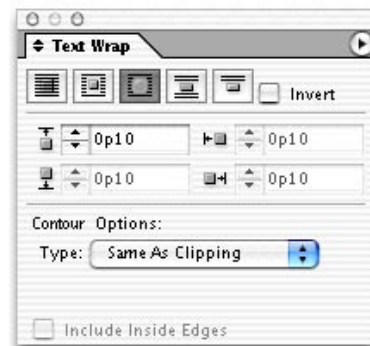 Text Wrap
Invert
0p10 0p10
0p10 0p10
Contour Options:
Type: Same As Clipping
Include Inside Edges